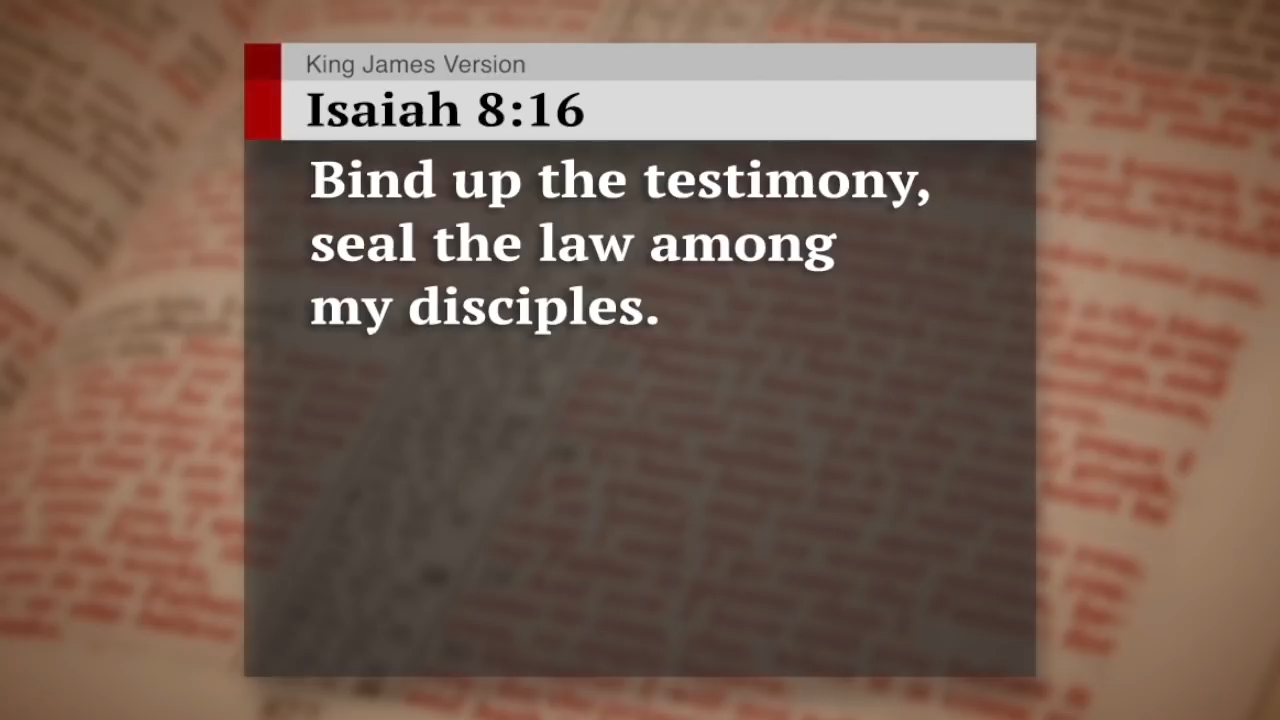 King James Version
Isaiah 8:16
Bind up the testimony,
seal the law among
my disciples.